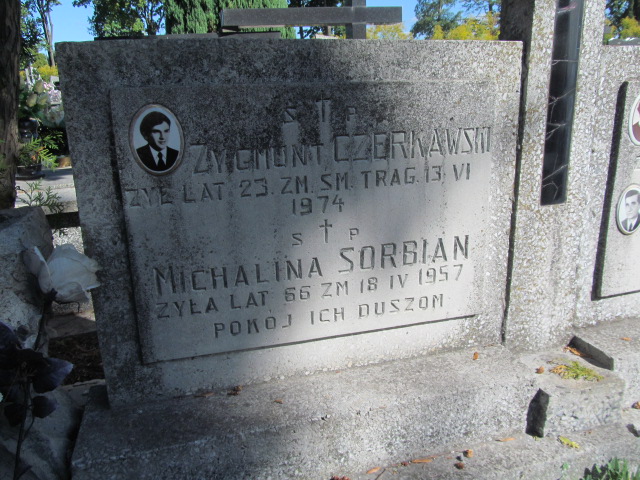 S † P
ZYGMUNT CZERKAWSKI
ŻYŁ LAT 23. ZM. ŚM. TRAG. 13. VI
1974
S † P
MICHALINA SORBIAN
ŻYŁA LAT 66 ZM 18 IV 1957
POKÓJ ICH DUSZOM